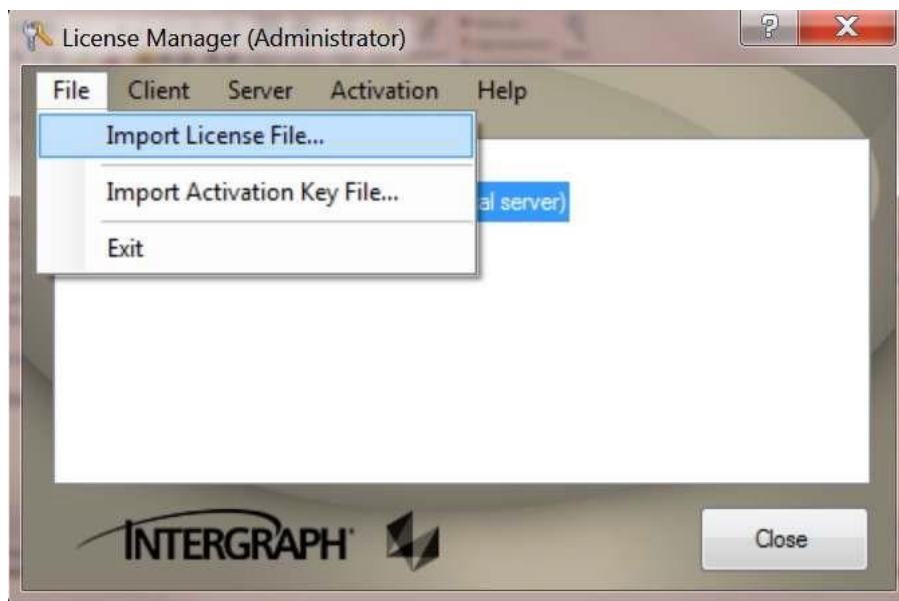 License Manager (Administrator)
File Client Server Activation Help
Import License File...
Import Activation Key File...
al server)
Exit
INTERGRAPH
Close